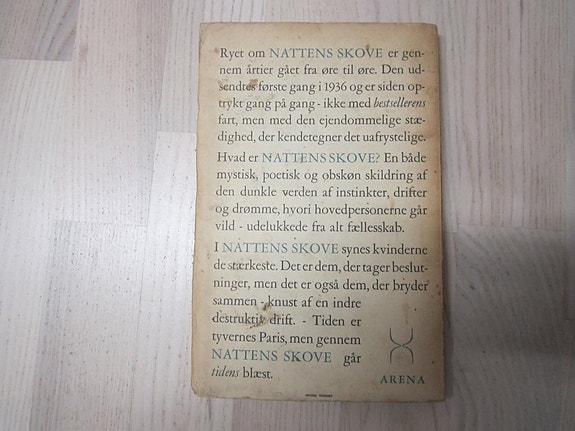 Ryet om NATTENS SKOVE er gen-
nem årtier gået fra øre til øre. Den ud-
sendtes første gang i 1936 og er siden op-
trykt gang på gang - ikke med bestsellerens
fart, men med den ejendommelige stæ-
dighed, der kendetegner det uafrystelige.
Hvad er NATTENS SKOVE? En både
mystisk, poetisk og obskøn skildring af
den dunkle verden af instinkter, drifter
og drømme, hvori hovedpersonerne går
vild - udelukkede fra alt fællesskab.
I NATTENS SKOVE synes kvinderne
de stærkeste. Det er dem, der tager beslut-
ninger, men det er også dem, der bryder
sammen - knust af en indre
destruktiv drift. - Tiden er
tyvernes Paris, men gennem
NATTENS SKOVE går
tidens blæst.
ARENA